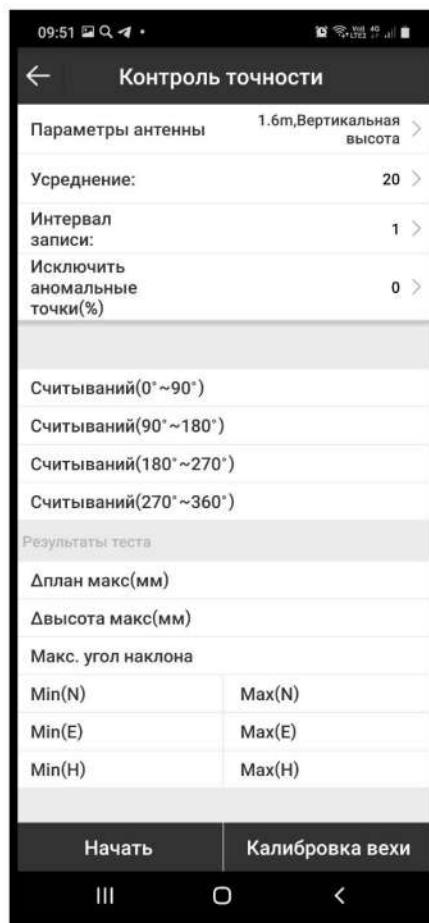 09:51
Контроль точности
Параметры антенны 1.6m,Вертикальная
высота
Усреднение: 20
Интервал
записи: 1
Исключить
аномальные
точки(%) 0
Считываний(0°~90°)
Считываний(90°~180°)
Считываний(180°~270°)
Считываний(270°~360°)
Результаты теста
Δплан макс(мм)
Δвысота макс(мм)
Макс. угол наклона
Min(N) Max(N)
Min(E) Max(E)
Min(H) Max(H)
Начать Калибровка вехи